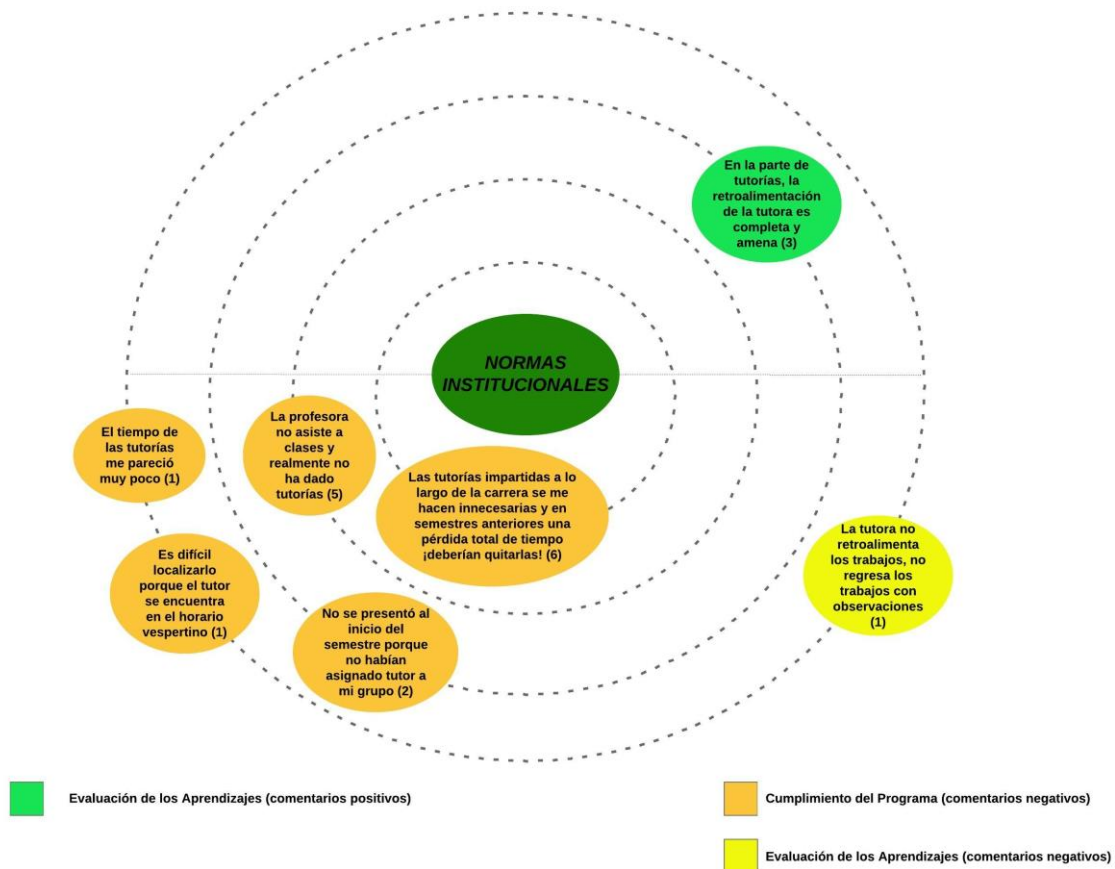 En la parte de
tutorías, la
retroalimentación
de la tutora es
completa y
amena (3)
NORMAS
INSTITUCIONALES
El tiempo de
las tutorías
me pareció
muy poco (1)
La profesora
no asiste a
clases y
realmente no
ha dado
tutorías (5)
Las tutorías impartidas a lo
largo de la carrera se me
hacen innecesarias y en
semestres anteriores una
pérdida total de tiempo
¡deberían quitarlas! (6)
Es difícil
localizarlo
porque el tutor
se encuentra
en el horario
vespertino (1)
No se presentó al
inicio del
semestre porque
no habían
asignado tutor a
mi grupo (2)
La tutora no
retroalimenta
los trabajos, no
regresa los
trabajos con
observaciones
(1)
Evaluación de los Aprendizajes (comentarios positivos)
Cumplimiento del Programa (comentarios negativos)
Evaluación de los Aprendizajes (comentarios negativos)